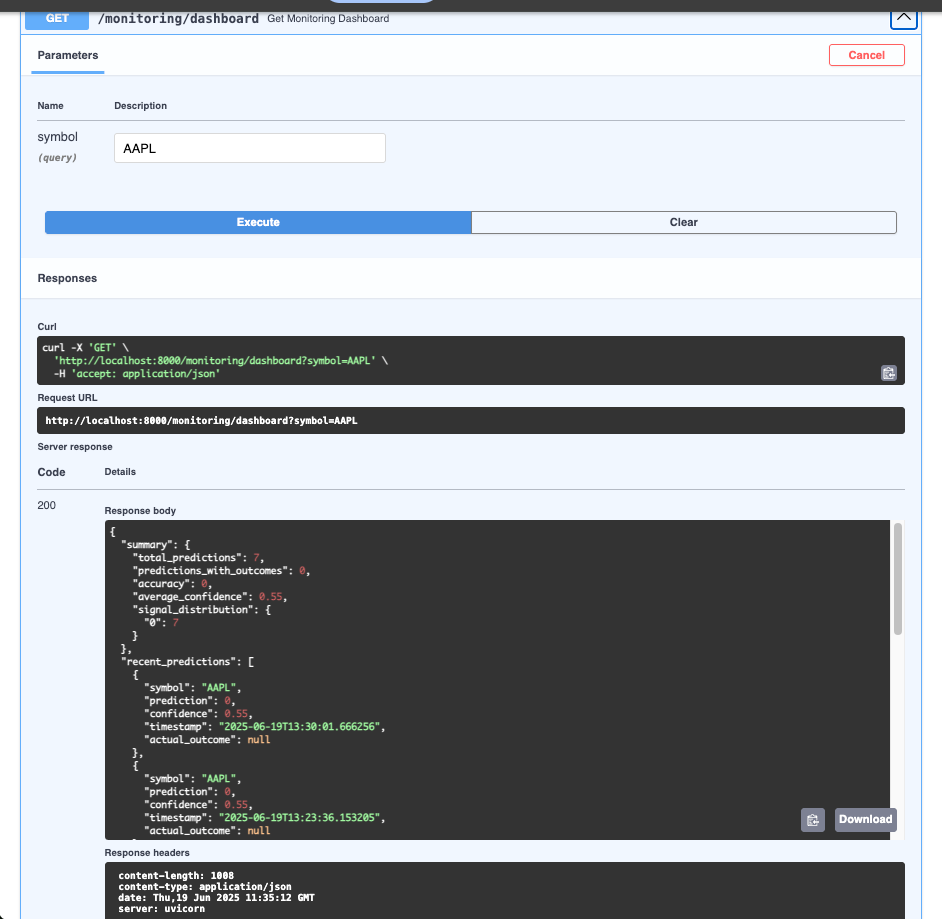 GET /monitoring/dashboard Get Monitoring Dashboard
Parameters
Cancel
Name Description
symbol
(query)
AAPL
Execute Clear
Responses
Curl
curl -X 'GET' \
  'http://localhost:8000/monitoring/dashboard?symbol=AAPL' \
  -H 'accept: application/json'
Request URL
http://localhost:8000/monitoring/dashboard?symbol=AAPL
Server response
Code Details
200
Response body
{
  "summary": {
    "total_predictions": 7,
    "predictions_with_outcomes": 0,
    "accuracy": 0,
    "average_confidence": 0.55,
    "signal_distribution": {
      "0": 7
    }
  },
  "recent_predictions": [
    {
      "symbol": "AAPL",
      "prediction": 0,
      "confidence": 0.55,
      "timestamp": "2025-06-19T13:30:01.666256",
      "actual_outcome": null
    },
    {
      "symbol": "AAPL",
      "prediction": 0,
      "confidence": 0.55,
      "timestamp": "2025-06-19T13:23:36.153205",
      "actual_outcome": null
Download
Response headers
content-length: 1008
content-type: application/json
date: Thu,19 Jun 2025 11:35:12 GMT
server: uvicorn